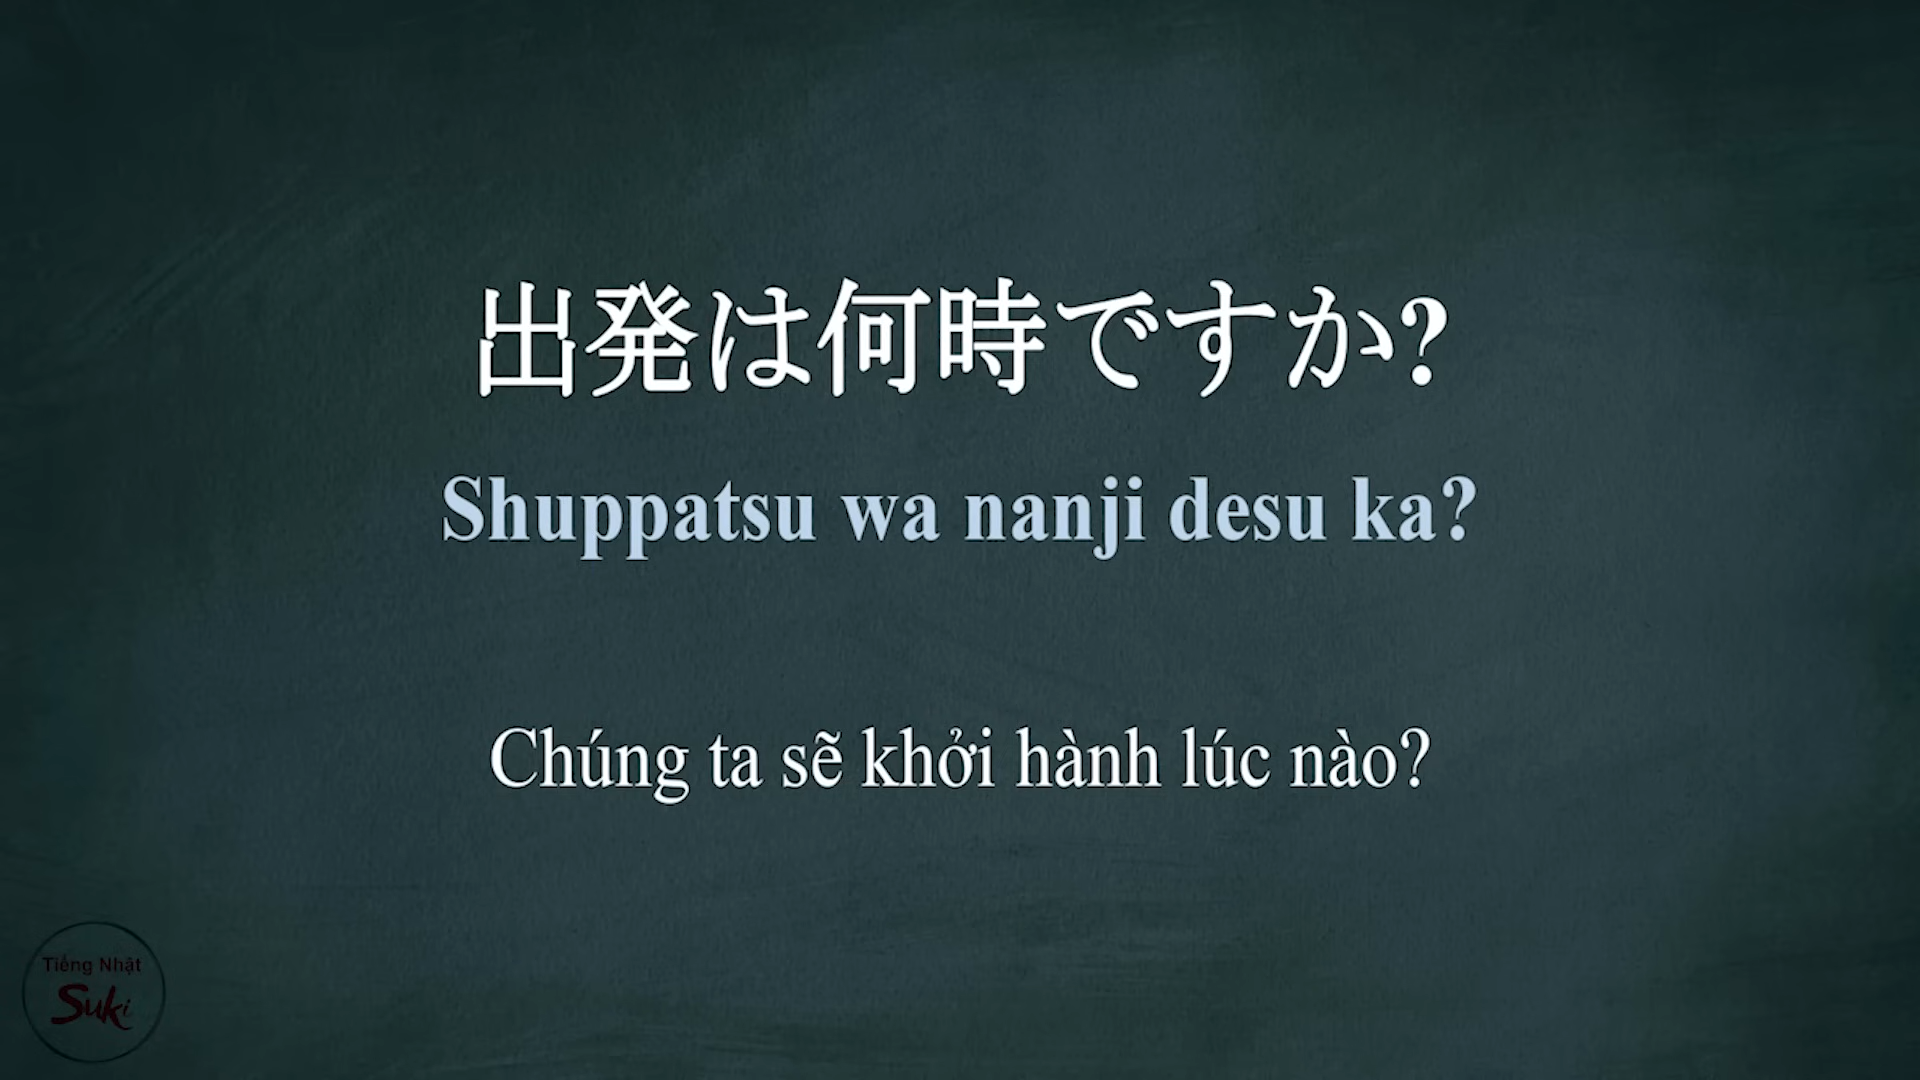 出発は何時ですか?
Shuppatsu wa nanji desu ka?
Chúng ta sẽ khởi hành lúc nào?
Tiếng Nhật
Suki